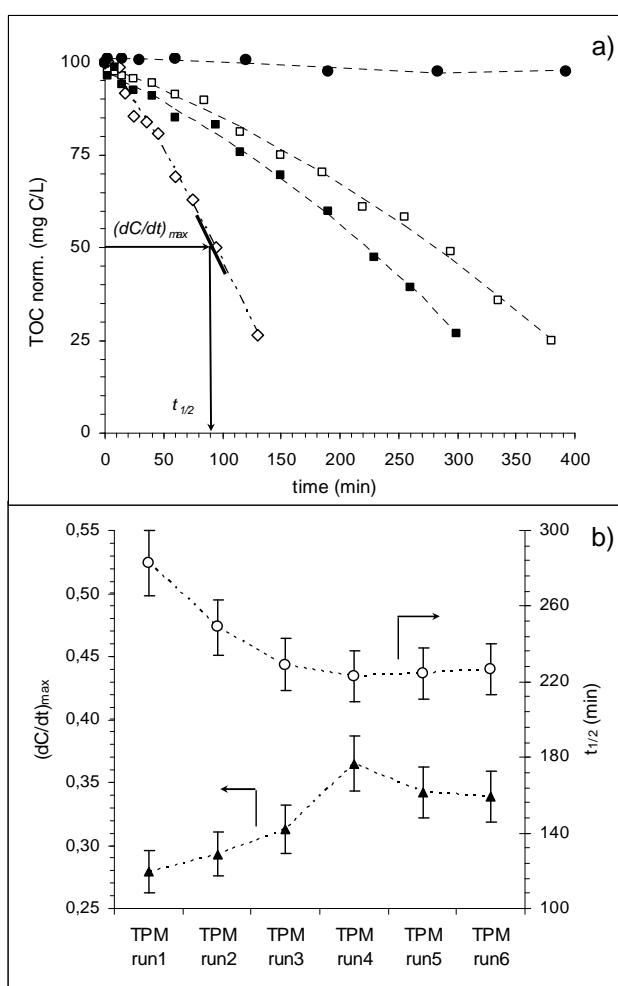 a)
100
75
50
25
0
TOC norm. (mg C/L)
(dC/dt)max
t1/2
0 50 100 150 200 250 300 350 400
time (min)
b)
0,55
0,50
0,45
0,40
0,35
0,30
0,25
(dC/dt)max
300
260
220
180
140
100
t1/2 (min)
TPM TPM TPM TPM TPM TPM
run1 run2 run3 run4 run5 run6